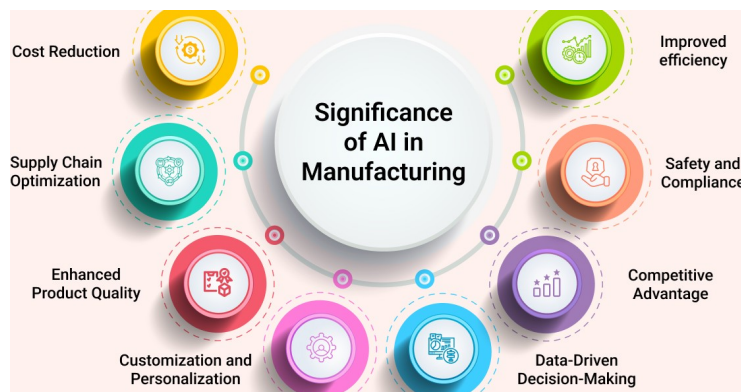 Significance
of AI in
Manufacturing
Cost Reduction
Supply Chain
Optimization
Enhanced
Product Quality
Customization and
Personalization
Data-Driven
Decision-Making
Competitive
Advantage
Safety and
Compliance
Improved
efficiency